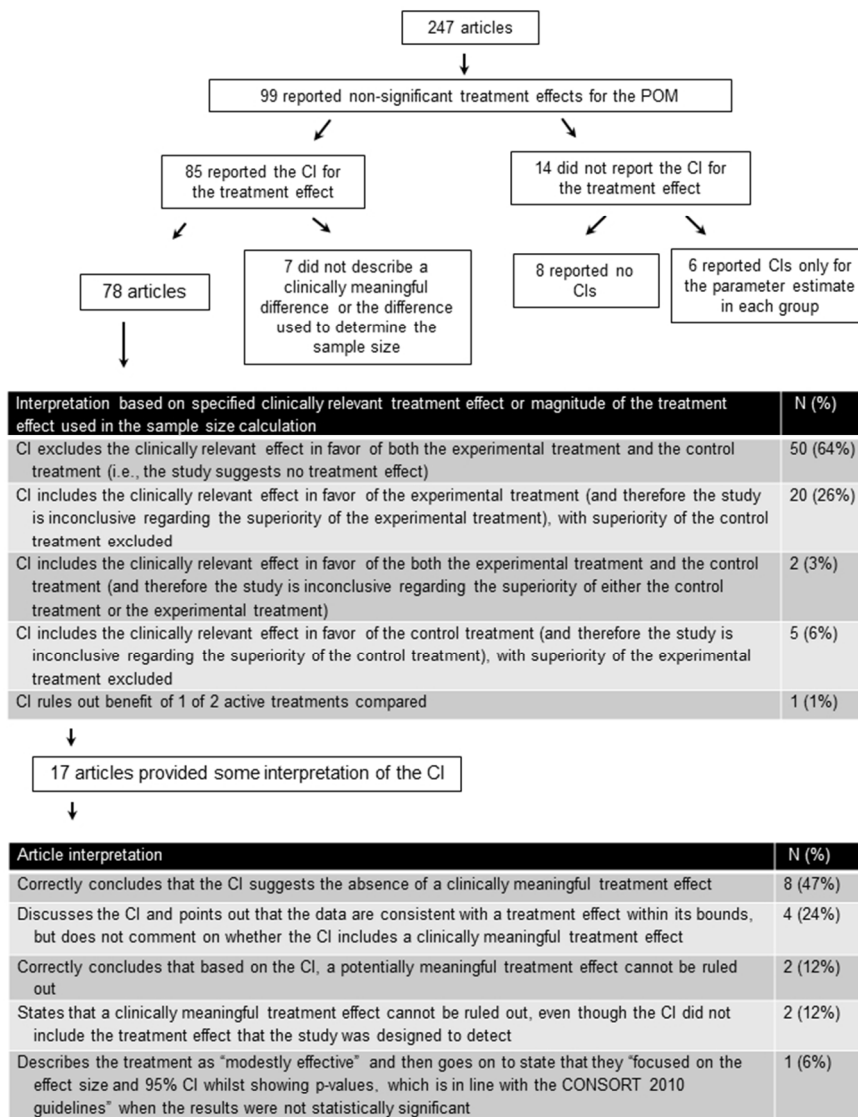 247 articles
99 reported non-significant treatment effects for the POM
85 reported the CI for
the treatment effect
14 did not report the CI for
the treatment effect
78 articles
7 did not describe a
clinically meaningful
difference or the difference
used to determine the
sample size
8 reported no
CIs
6 reported CIs only for
the parameter estimate
in each group
Interpretation based on specified clinically relevant treatment effect or magnitude of the treatment
effect used in the sample size calculation
N (%)
CI excludes the clinically relevant effect in favor of both the experimental treatment and the control
treatment (i.e., the study suggests no treatment effect)
50 (64%)
CI includes the clinically relevant effect in favor of the experimental treatment (and therefore the study
is inconclusive regarding the superiority of the experimental treatment), with superiority of the control
treatment excluded
20 (26%)
CI includes the clinically relevant effect in favor of the both the experimental treatment and the control
treatment (and therefore the study is inconclusive regarding the superiority of either the control
treatment or the experimental treatment)
2 (3%)
CI includes the clinically relevant effect in favor of the control treatment (and therefore the study is
inconclusive regarding the superiority of the control treatment), with superiority of the experimental
treatment excluded
5 (6%)
CI rules out benefit of 1 of 2 active treatments compared
1 (1%)
17 articles provided some interpretation of the CI
Article interpretation
N (%)
Correctly concludes that the CI suggests the absence of a clinically meaningful treatment effect
8 (47%)
Discusses the CI and points out that the data are consistent with a treatment effect within its bounds,
but does not comment on whether the CI includes a clinically meaningful treatment effect
4 (24%)
Correctly concludes that based on the CI, a potentially meaningful treatment effect cannot be ruled
out
2 (12%)
States that a clinically meaningful treatment effect cannot be ruled out, even though the CI did not
include the treatment effect that the study was designed to detect
2 (12%)
Describes the treatment as “modestly effective” and then goes on to state that they “focused on the
effect size and 95% CI whilst showing p-values, which is in line with the CONSORT 2010
guidelines” when the results were not statistically significant
1 (6%)